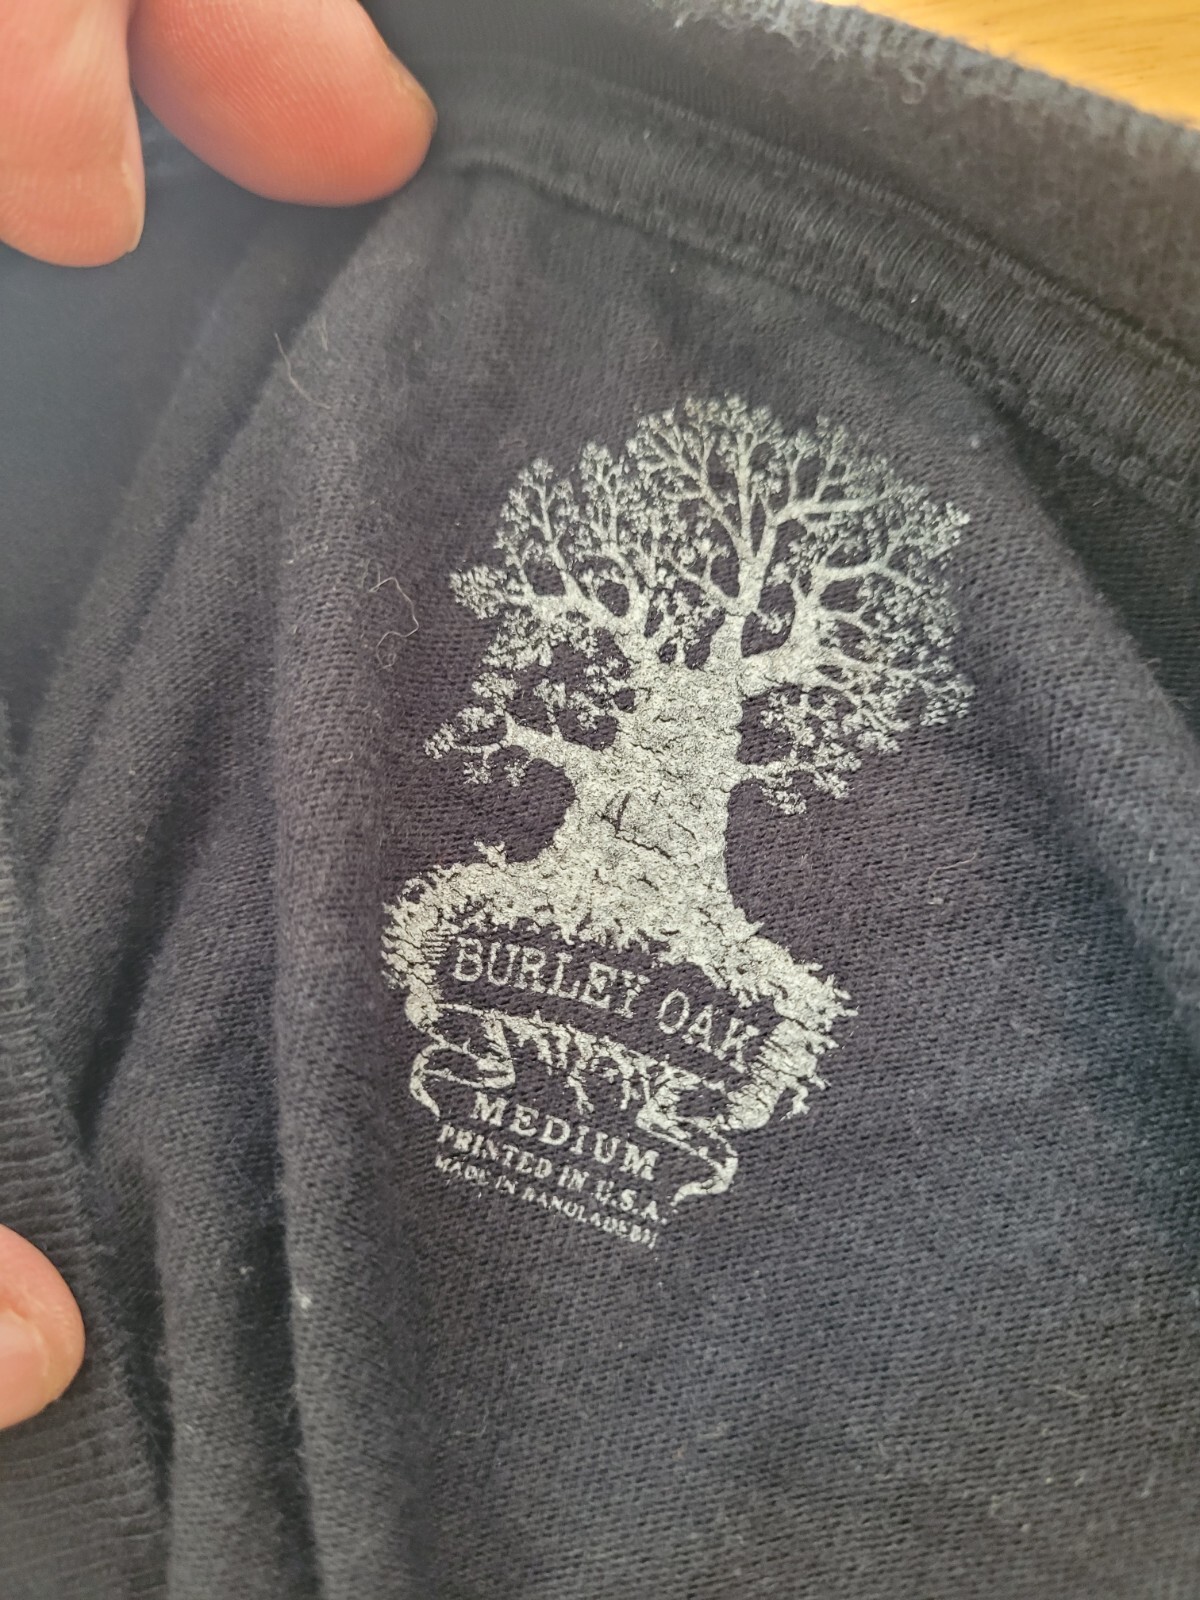 BURLEY OAK
MEDIUM
PRINTED IN U.S.A.
MADE IN BANGLADESH